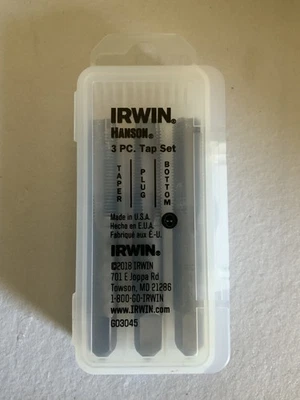 IRWIN®
HANSON®
3 PC. Tap Set
TAPER
PLUG
BOTTOM
Made in U.S.A.
Hecho en E.U.A.
Fabriqué aux É.-U.
IRWIN®
©2018 IRWIN
701 E Joppa Rd
Towson, MD 21286
1-800-GO-IRWIN
www.IRWIN.com
G03045